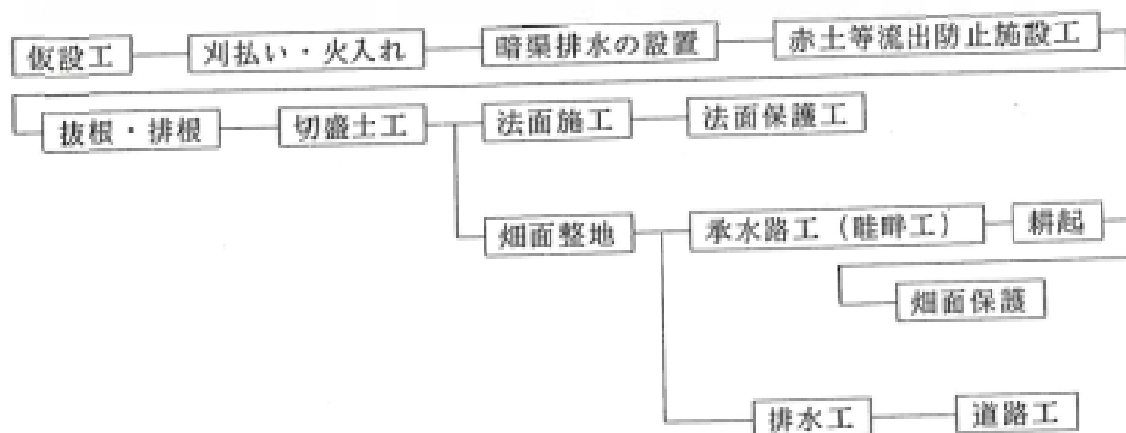 仮設工 刈払い・火入れ 暗渠排水の設置 赤土等流出防止施設工
抜根・排根 切盛土工 法面施工 法面保護工
畑面整地 承水路工（畦畔工） 耕起
畑面保護
排水工 道路工